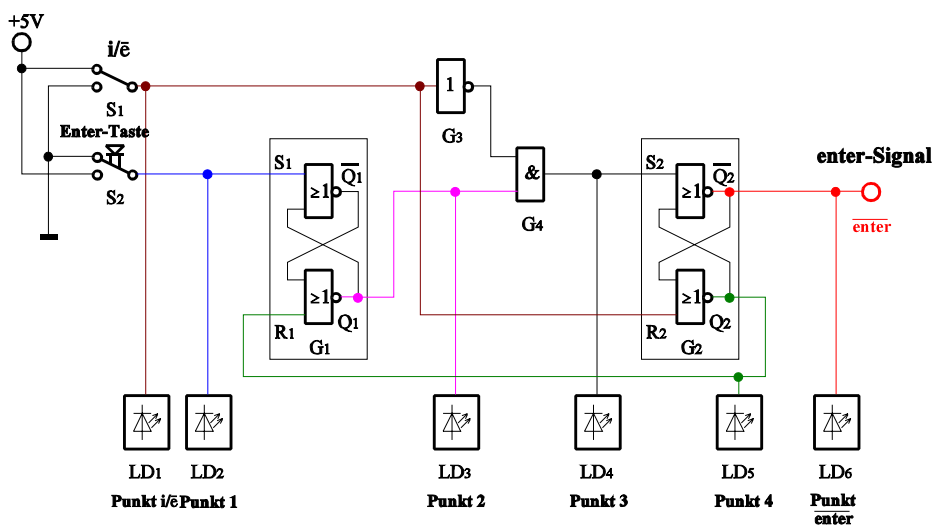 +5V
i/ē
S1
Enter-Taste
S2
1
G3
S1
Q̅1
≥1
≥1
R1
Q1
G1
&
G4
S2
Q̅2
≥1
≥1
R2
Q2
G2
enter-Signal
e̅n̅t̅e̅r̅
LD1
LD2
LD3
LD4
LD5
LD6
Punkt i/ē
Punkt 1
Punkt 2
Punkt 3
Punkt 4
Punkt
e̅n̅t̅e̅r̅